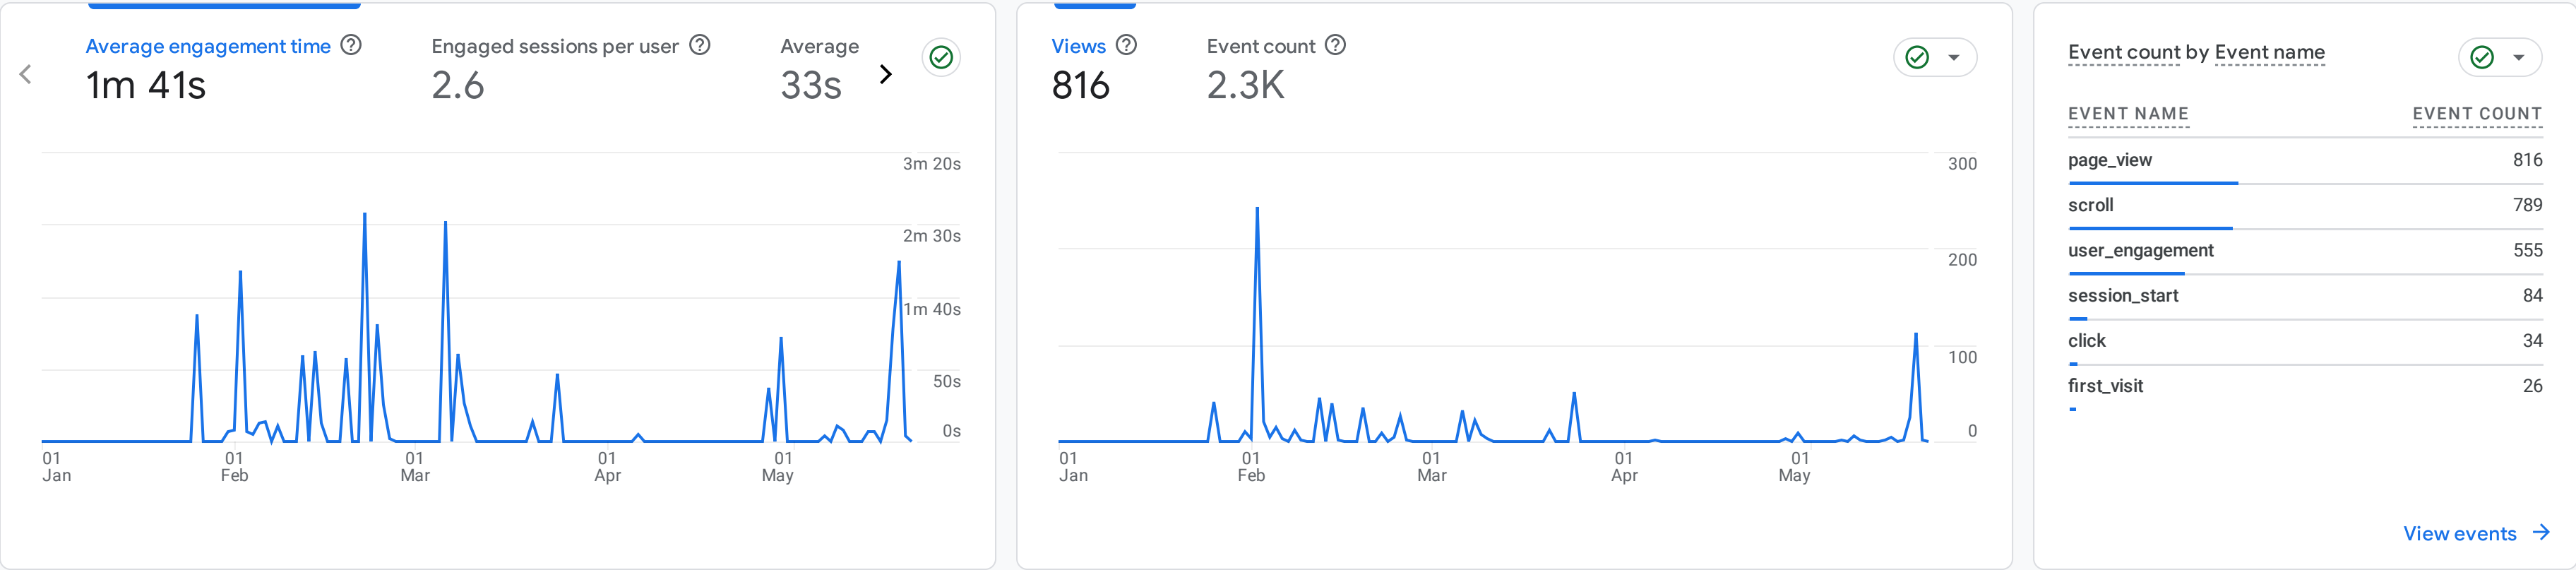 Average engagement time
1m 41s
Engaged sessions per user
2.6
Average
33s
3m 20s
2m 30s
1m 40s
50s
0s
01 Jan
01 Feb
01 Mar
01 Apr
01 May
Views
816
Event count
2.3K
300
200
100
0
01 Jan
01 Feb
01 Mar
01 Apr
01 May
Event count by Event name
EVENT NAME EVENT COUNT
page_view 816
scroll 789
user_engagement 555
session_start 84
click 34
first_visit 26
View events